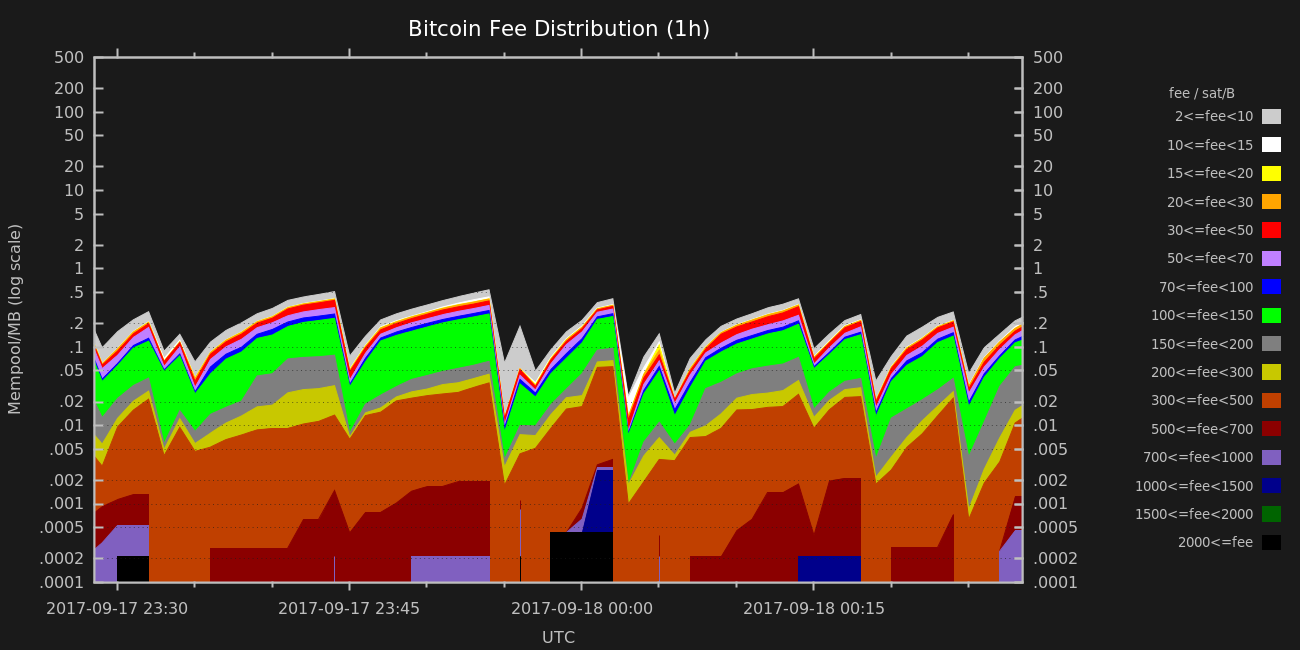 Bitcoin Fee Distribution (1h)
500
200
100
50
20
10
5
2
1
.5
.2
.1
.05
.02
.01
.005
.002
.001
.0005
.0002
.0001
Mempool/MB (log scale)
500
200
100
50
20
10
5
2
1
.5
.2
.1
.05
.02
.01
.005
.002
.001
.0005
.0002
.0001
2017-09-17 23:30
2017-09-17 23:45
2017-09-18 00:00
2017-09-18 00:15
UTC
fee / sat/B
2<=fee<10
10<=fee<15
15<=fee<20
20<=fee<30
30<=fee<50
50<=fee<70
70<=fee<100
100<=fee<150
150<=fee<200
200<=fee<300
300<=fee<500
500<=fee<700
700<=fee<1000
1000<=fee<1500
1500<=fee<2000
2000<=fee